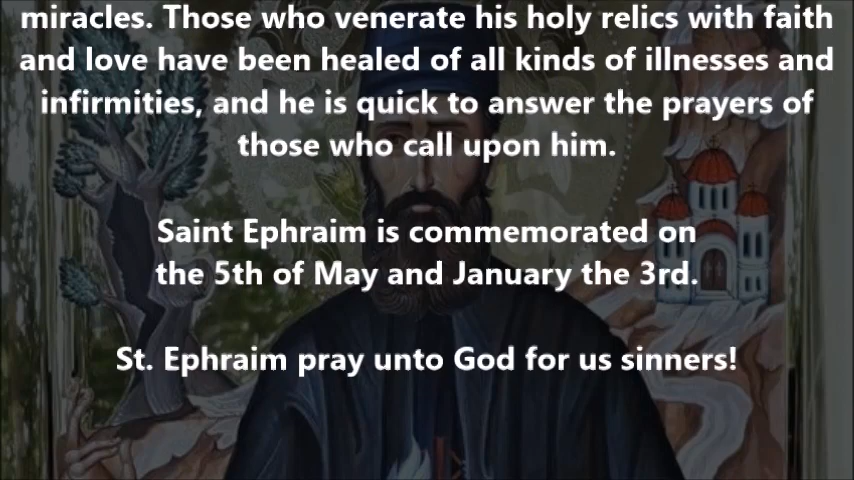 miracles. Those who venerate his holy relics with faith
and love have been healed of all kinds of illnesses and
infirmities, and he is quick to answer the prayers of
those who call upon him.
Saint Ephraim is commemorated on
the 5th of May and January the 3rd.
St. Ephraim pray unto God for us sinners!